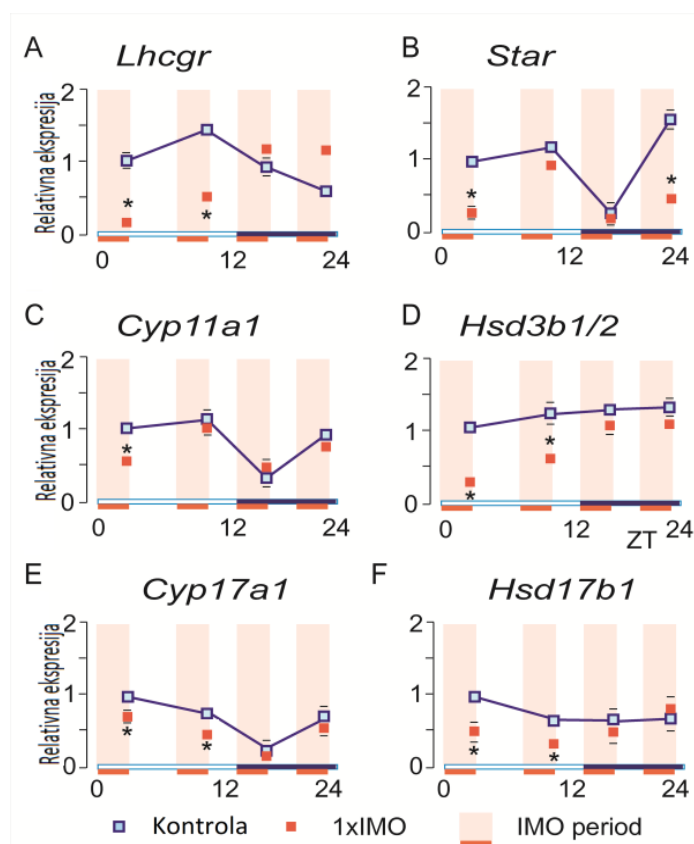 A Lhcgr
B Star
Relativna ekspresija
2
1
0
0 12 24
2
1
0
0 12 24
C Cyp11a1
D Hsd3b1/2
Relativna ekspresija
2
1
0
0 12 24
2
1
0
0 12 ZT 24
E Cyp17a1
F Hsd17b1
Relativna ekspresija
2
1
0
0 12 24
2
1
0
0 12 24
* * * * * * * * * * *
Kontrola 1xIMO IMO period